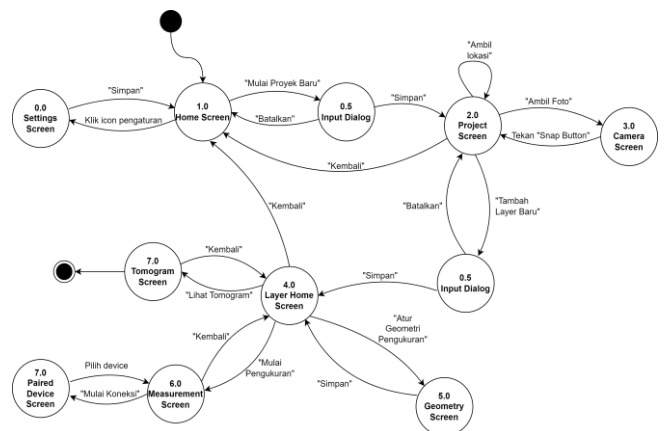 "Ambil
lokasi"
"Simpan"
"Mulai Proyek Baru"
"Ambil Foto"
0.0
Settings
Screen
1.0
Home Screen
0.5
Input Dialog
"Simpan"
2.0
Project
Screen
3.0
Camera
Screen
Klik icon pengaturan
"Batalkan"
Tekan "Snap Button"
"Kembali"
"Kembali"
"Batalkan"
"Tambah
Layer Baru"
"Kembali"
7.0
Tomogram
Screen
"Lihat Tomogram"
4.0
Layer Home
Screen
"Simpan"
0.5
Input Dialog
"Kembali"
"Atur
Geometri
Pengukuran"
"Mulai
Pengukuran"
Pilih device
7.0
Paired
Device
Screen
"Mulai Koneksi"
6.0
Measurement
Screen
"Simpan"
5.0
Geometry
Screen